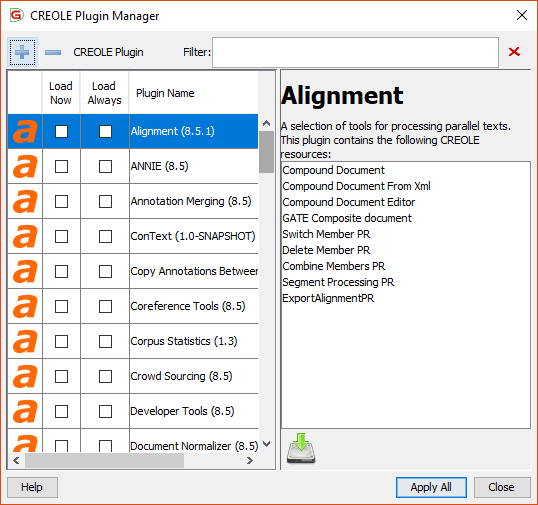 CREOLE Plugin Manager
CREOLE Plugin Filter:
Load Now
Load Always
Plugin Name
a Alignment (8.5.1)
a ANNIE (8.5)
a Annotation Merging (8.5)
a ConText (1.0-SNAPSHOT)
a Copy Annotations Between
a Coreference Tools (8.5)
a Corpus Statistics (1.3)
a Crowd Sourcing (8.5)
a Developer Tools (8.5)
a Document Normalizer (8.5)
Alignment
A selection of tools for processing parallel texts.
This plugin contains the following CREOLE
resources:
Compound Document
Compound Document From Xml
Compound Document Editor
GATE Composite document
Switch Member PR
Delete Member PR
Combine Members PR
Segment Processing PR
ExportAlignmentPR
Help
Apply All
Close